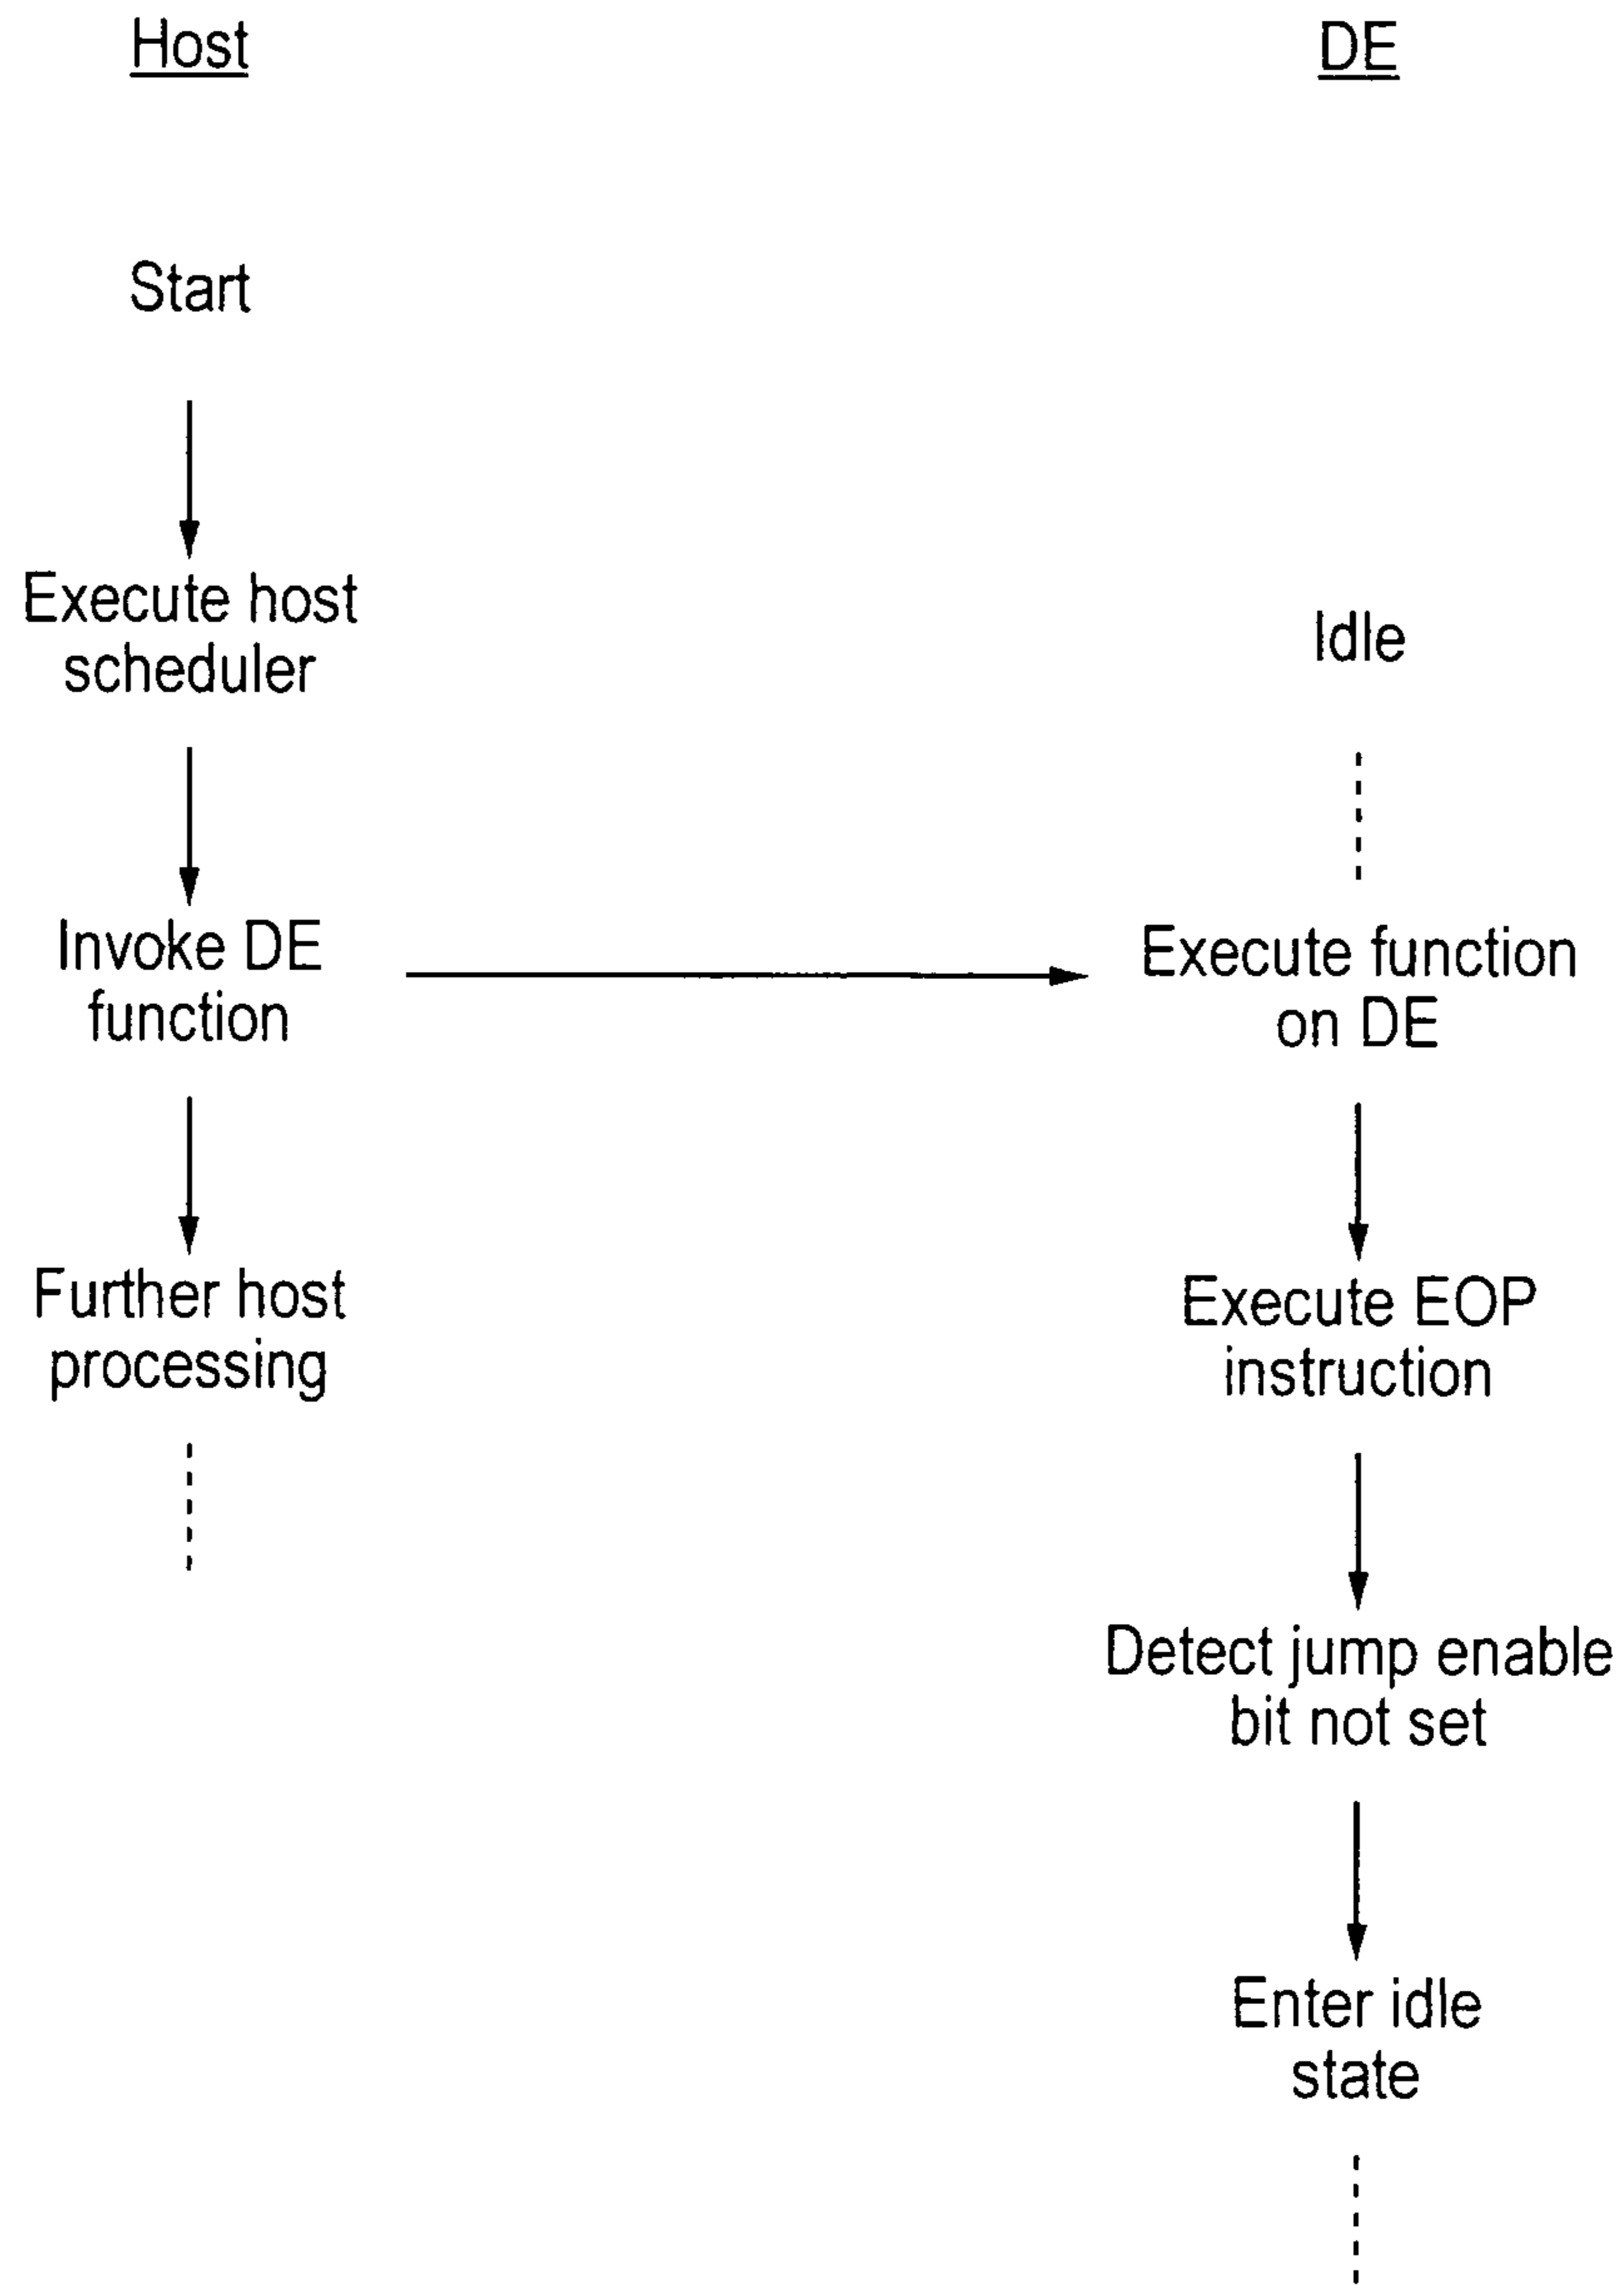 Host
DE
Start
Execute host
scheduler
Idle
Invoke DE
function
Execute function
on DE
Further host
processing
Execute EOP
instruction
Detect jump enable
bit not set
Enter idle
state